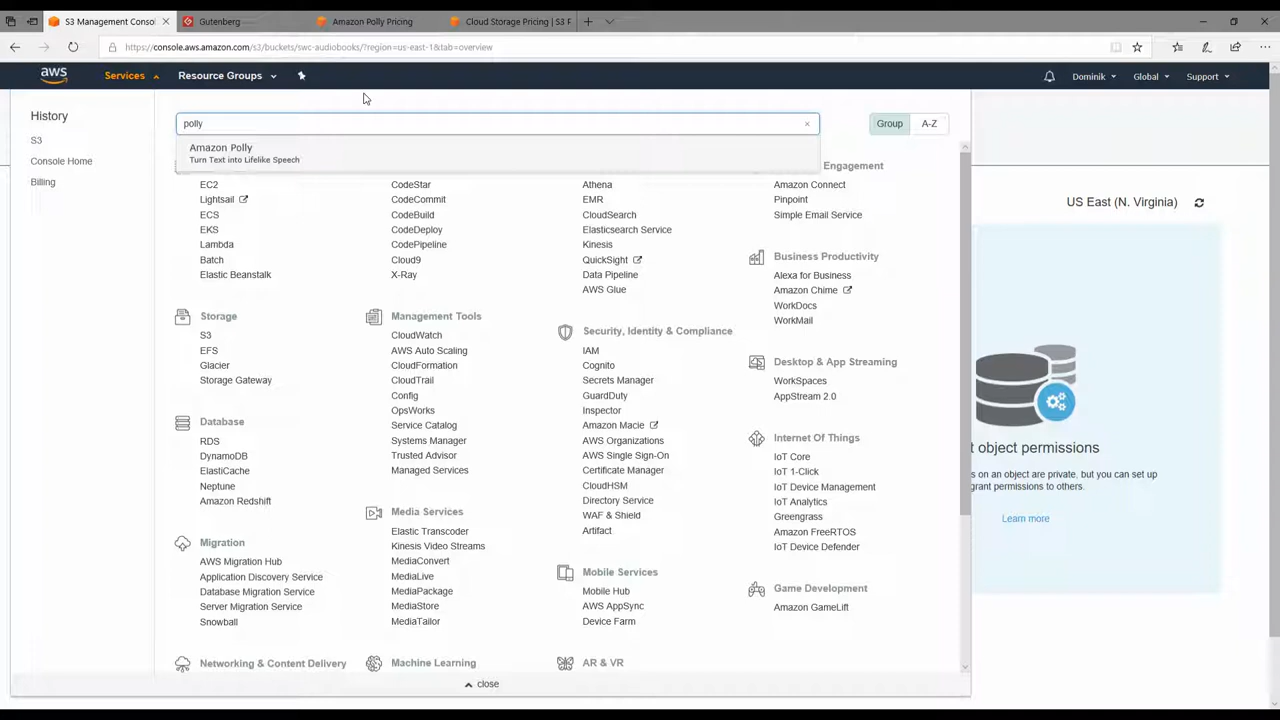 S3 Management Consol
Gutenberg
Amazon Polly Pricing
Cloud Storage Pricing | S3 P
https://console.aws.amazon.com/s3/buckets/swc-audiobooks/?region=us-east-1&tab=overview
aws
Services
Resource Groups
Dominik
Global
Support
History
S3
Console Home
Billing
polly
Group
A-Z
Amazon Polly
Turn Text into Lifelike Speech
EC2
Lightsail
ECS
EKS
Lambda
Batch
Elastic Beanstalk
Storage
S3
EFS
Glacier
Storage Gateway
Database
RDS
DynamoDB
ElastiCache
Neptune
Amazon Redshift
Migration
AWS Migration Hub
Application Discovery Service
Database Migration Service
Server Migration Service
Snowball
Networking & Content Delivery
CodeStar
CodeCommit
CodeBuild
CodeDeploy
CodePipeline
Cloud9
X-Ray
Management Tools
CloudWatch
AWS Auto Scaling
CloudFormation
CloudTrail
Config
OpsWorks
Service Catalog
Systems Manager
Trusted Advisor
Managed Services
Media Services
Elastic Transcoder
Kinesis Video Streams
MediaConvert
MediaLive
MediaPackage
MediaStore
MediaTailor
Machine Learning
Athena
EMR
CloudSearch
Elasticsearch Service
Kinesis
QuickSight
Data Pipeline
AWS Glue
Security, Identity & Compliance
IAM
Cognito
Secrets Manager
GuardDuty
Inspector
Amazon Macie
AWS Organizations
AWS Single Sign-On
Certificate Manager
CloudHSM
Directory Service
WAF & Shield
Artifact
Mobile Services
Mobile Hub
AWS AppSync
Device Farm
AR & VR
Engagement
Amazon Connect
Pinpoint
Simple Email Service
Business Productivity
Alexa for Business
Amazon Chime
WorkDocs
WorkMail
Desktop & App Streaming
WorkSpaces
AppStream 2.0
Internet Of Things
IoT Core
IoT 1-Click
IoT Device Management
IoT Analytics
Greengrass
Amazon FreeRTOS
IoT Device Defender
Game Development
Amazon GameLift
close
US East (N. Virginia)
t object permissions
s on an object are private, but you can set up
grant permissions to others.
Learn more